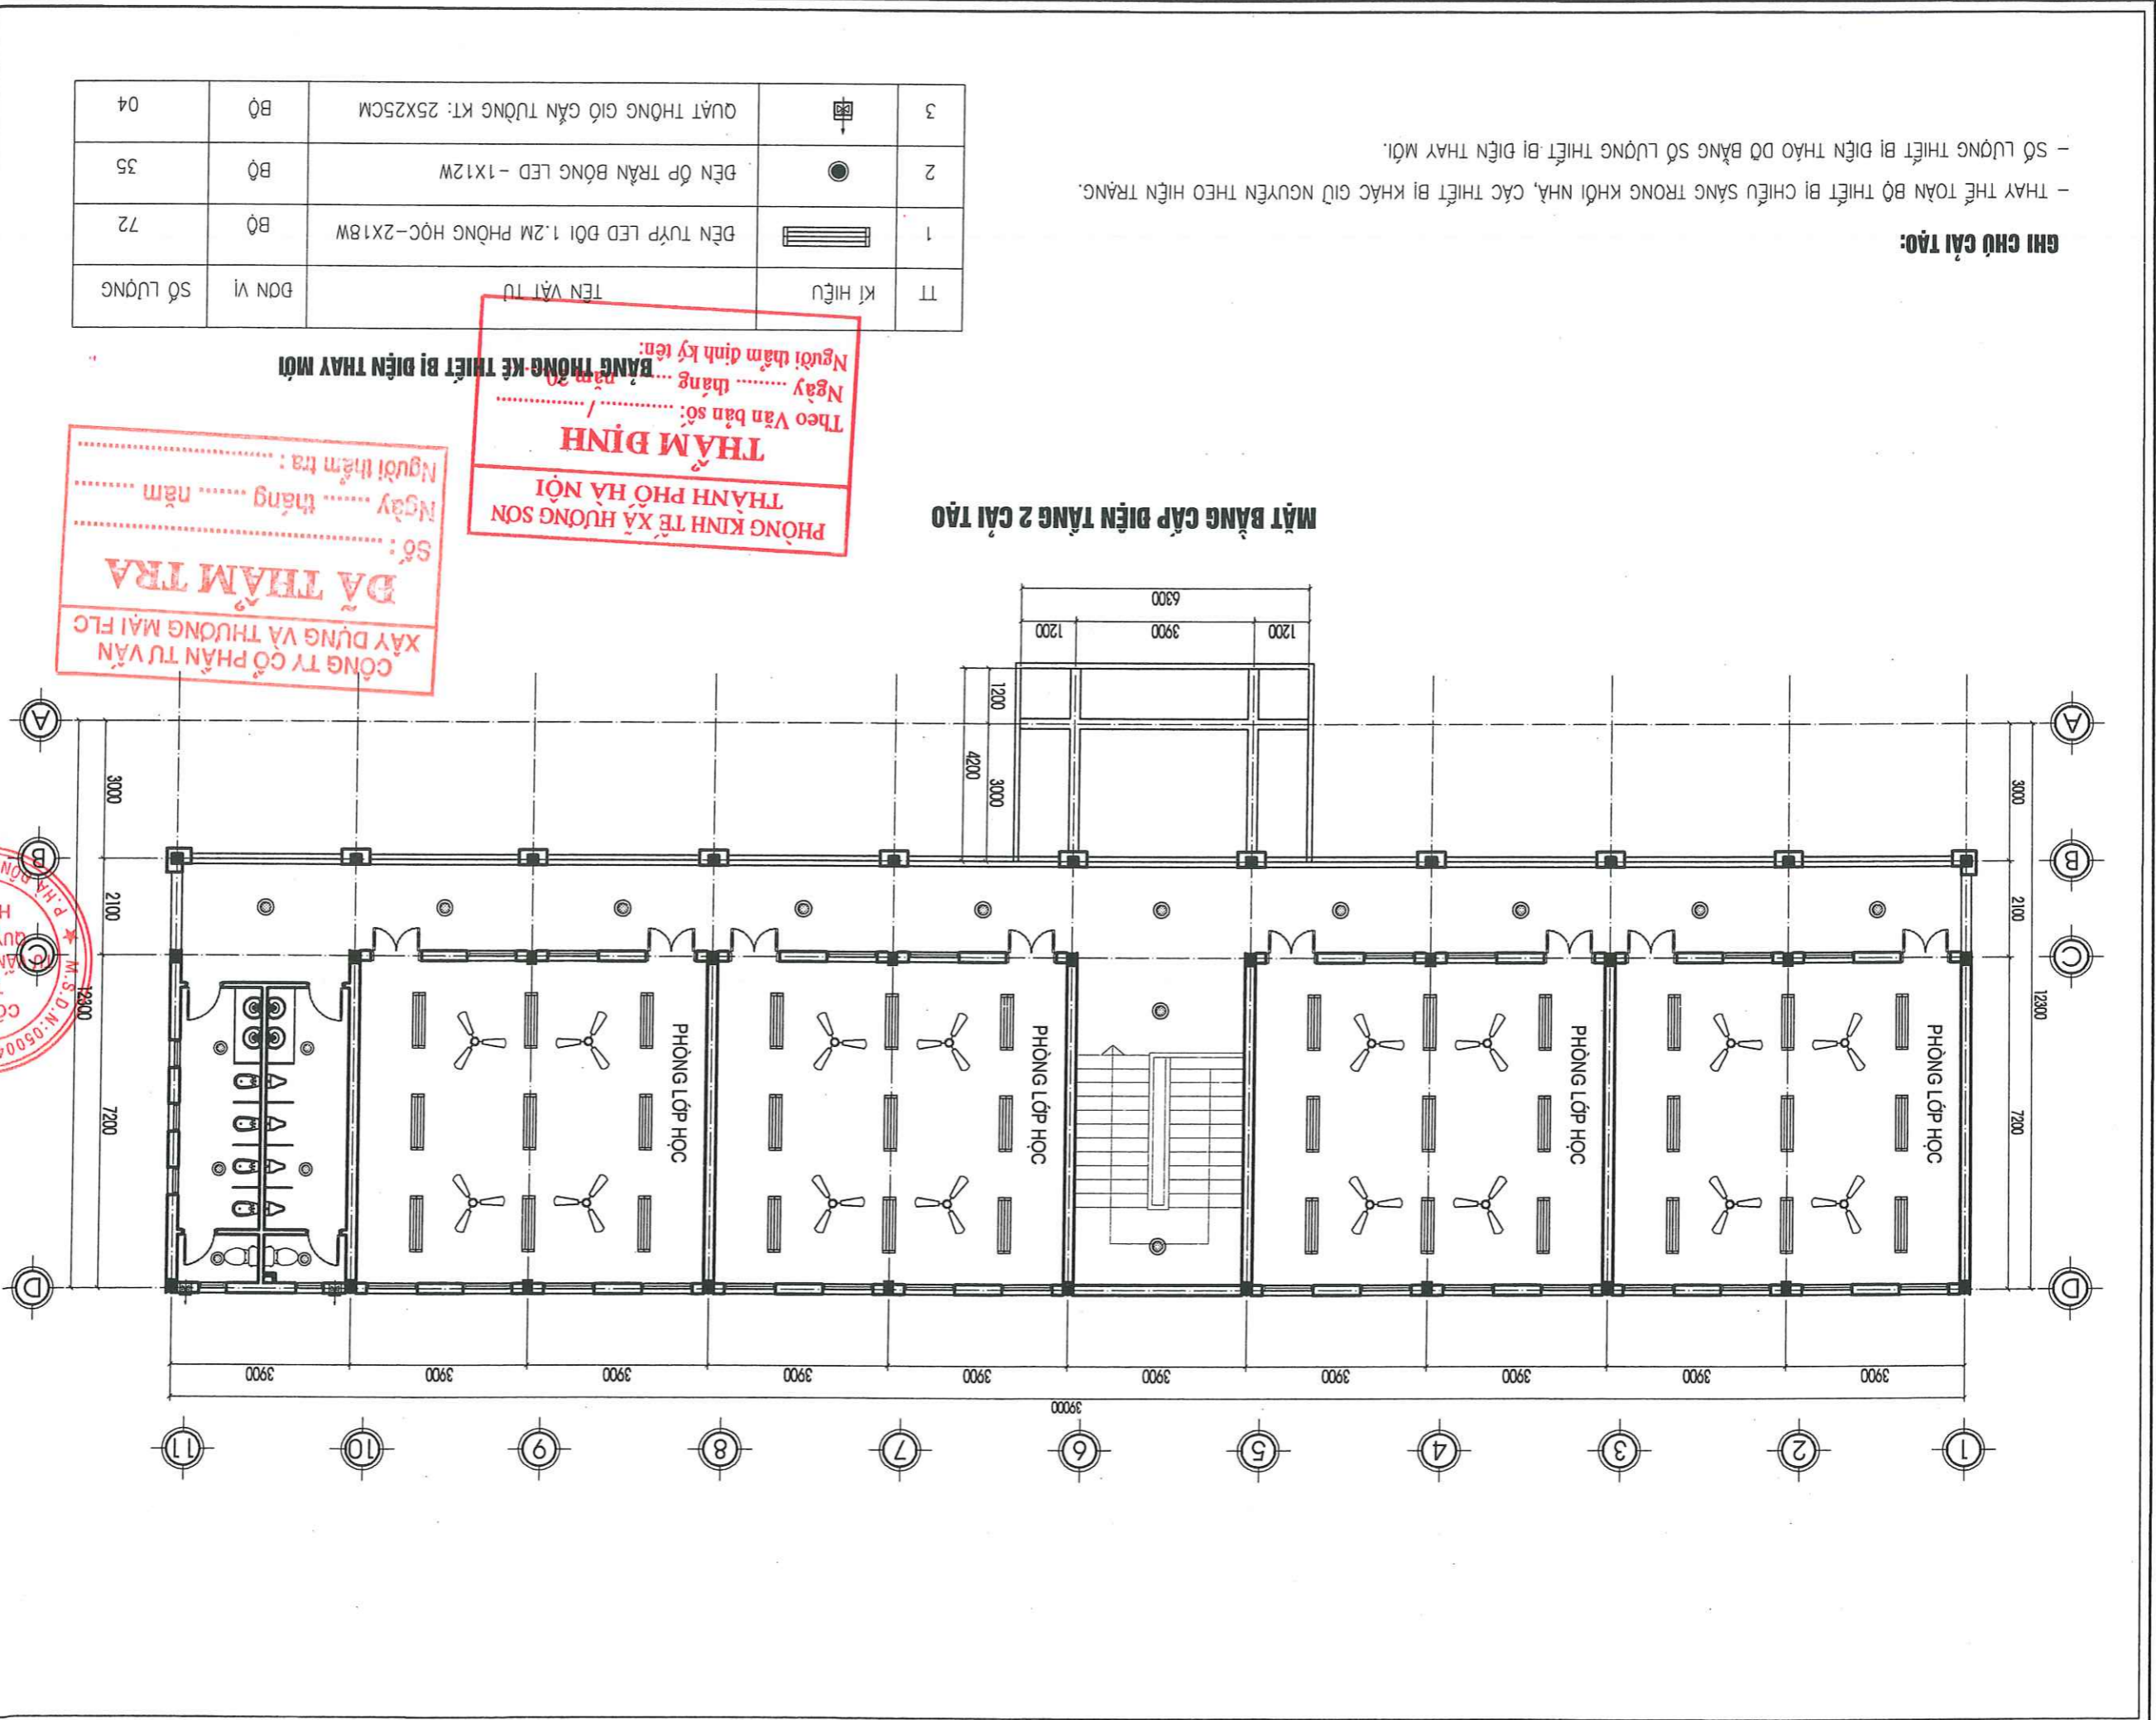 1
2
3
4
5
6
7
8
9
10
11
39000
3900
3900
3900
3900
3900
3900
3900
3900
3900
3900
D
D
12300
7200
7200
12300
PHÒNG LỚP HỌC
PHÒNG LỚP HỌC
PHÒNG LỚP HỌC
PHÒNG LỚP HỌC
C
C
2100
2100
B
B
3000
3000
3000
4200
1200
A
A
1200
3900
1200
6300
MẶT BẰNG CẤP ĐIỆN TẦNG 2 CẢI TẠO
GHI CHÚ CẢI TẠO:
- THAY THẾ TOÀN BỘ THIẾT BỊ CHIẾU SÁNG TRONG KHỐI NHÀ, CÁC THIẾT BỊ KHÁC GIỮ NGUYÊN THEO HIỆN TRẠNG.
- SỐ LƯỢNG THIẾT BỊ ĐIỆN THÁO DỠ BẰNG SỐ LƯỢNG THIẾT BỊ ĐIỆN THAY MỚI.
BẢNG THỐNG KÊ THIẾT BỊ ĐIỆN THAY MỚI
TT KÍ HIỆU TÊN VẬT TƯ ĐƠN VỊ SỐ LƯỢNG
1 ĐÈN TUÝP LED ĐÔI 1.2M PHÒNG HỌC-2X18W BỘ 72
2 ĐÈN ỐP TRẦN BÓNG LED -1X12W BỘ 35
3 QUẠT THÔNG GIÓ GẮN TƯỜNG KT: 25X25CM BỘ 04
PHÒNG KINH TẾ XÃ HƯƠNG SƠN
THÀNH PHỐ HÀ NỘI
THẨM ĐỊNH
Theo Văn bản số: ............ / ..............
Ngày ........ tháng ........ năm 20
Người thẩm định ký tên:
CÔNG TY CỔ PHẦN TƯ VẤN
XÂY DỰNG VÀ THƯƠNG MẠI FLC
ĐÃ THẨM TRA
Số : ................................
Ngày ....... tháng ....... năm .........
Người thẩm tra : ....................
M.S.D.N:05004
P.HÀ ĐÔN